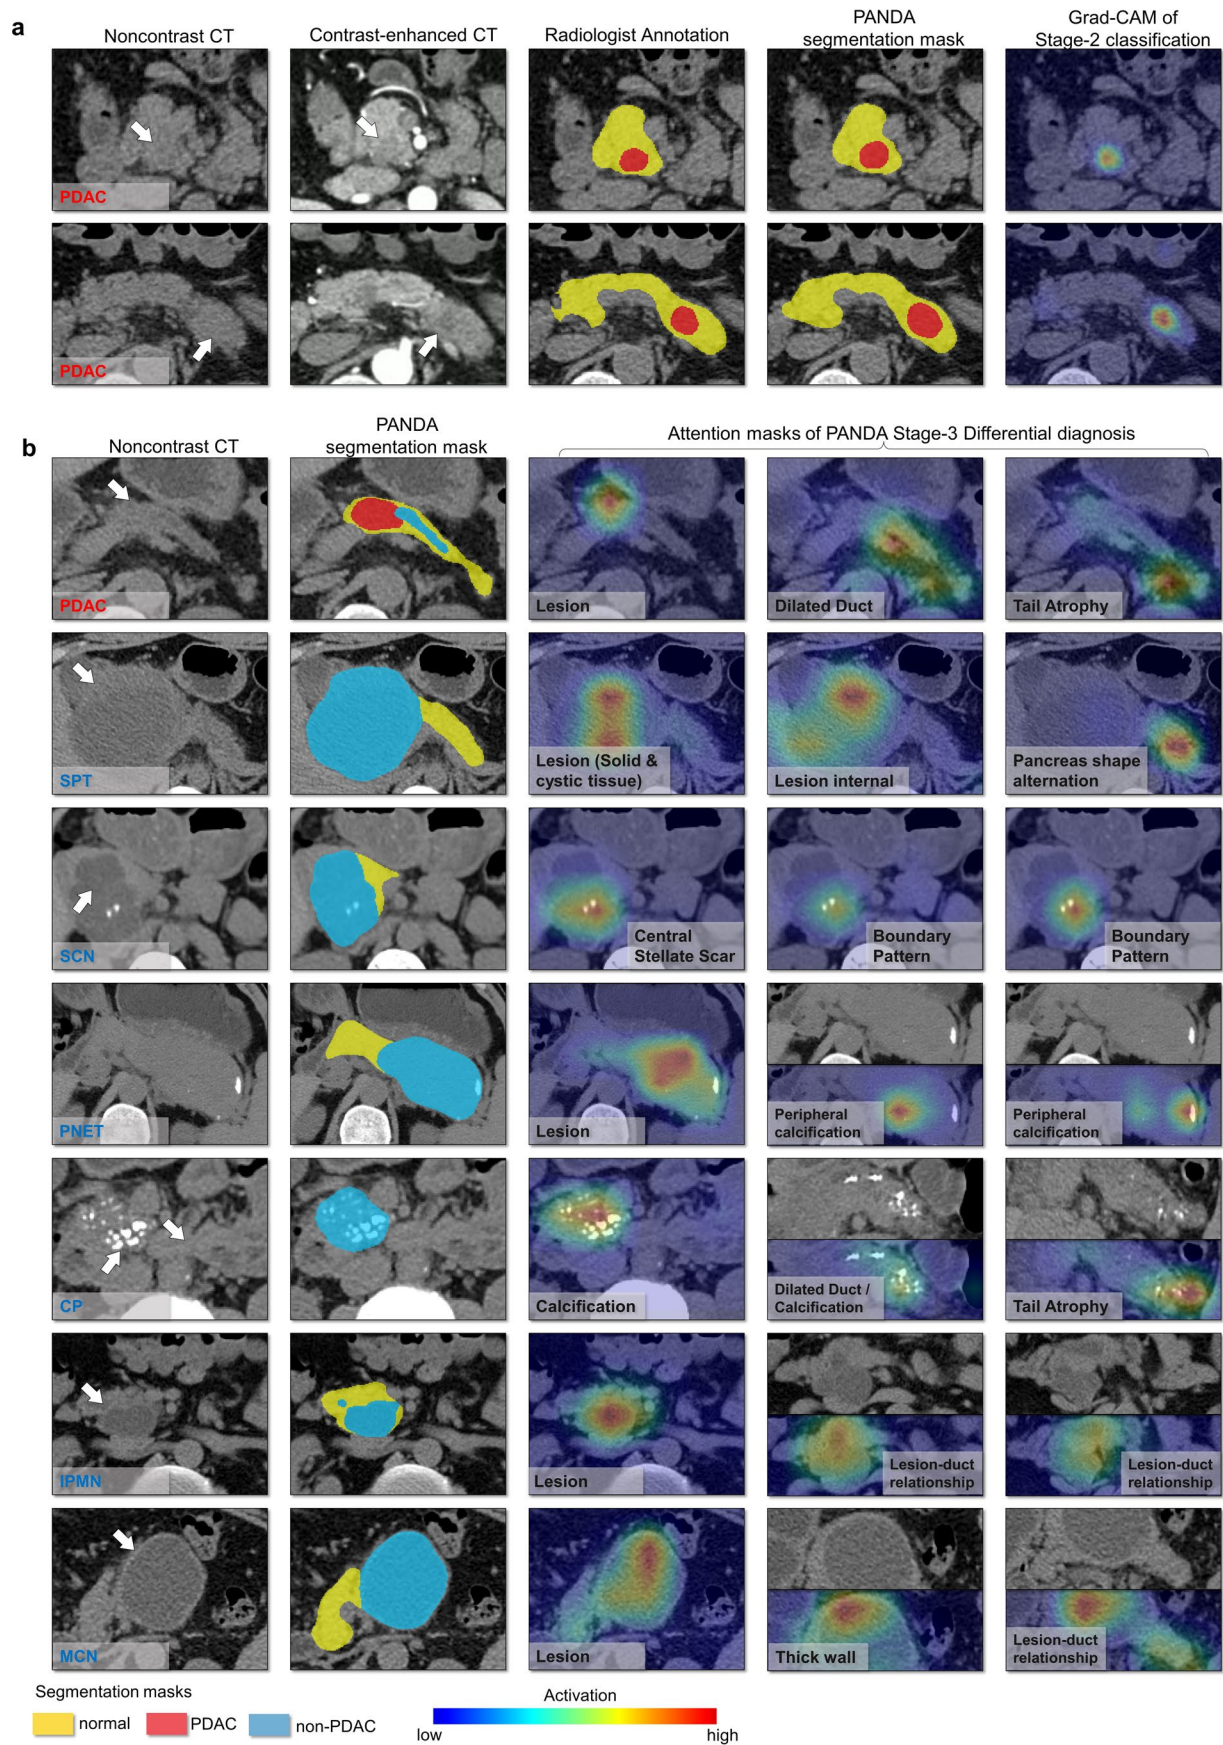 a
Noncontrast CT
Contrast-enhanced CT
Radiologist Annotation
PANDA
segmentation mask
Grad-CAM of
Stage-2 classification
PDAC
PDAC
b
Noncontrast CT
PANDA
segmentation mask
Attention masks of PANDA Stage-3 Differential diagnosis
PDAC
Lesion
Dilated Duct
Tail Atrophy
SPT
Lesion (Solid &
cystic tissue)
Lesion internal
Pancreas shape
alternation
SCN
Central
Stellate Scar
Boundary
Pattern
Boundary
Pattern
PNET
Lesion
Peripheral
calcification
Peripheral
calcification
CP
Calcification
Dilated Duct /
Calcification
Tail Atrophy
IPMN
Lesion
Lesion-duct
relationship
Lesion-duct
relationship
MCN
Lesion
Thick wall
Lesion-duct
relationship
Segmentation masks
normal
PDAC
non-PDAC
Activation
low
high